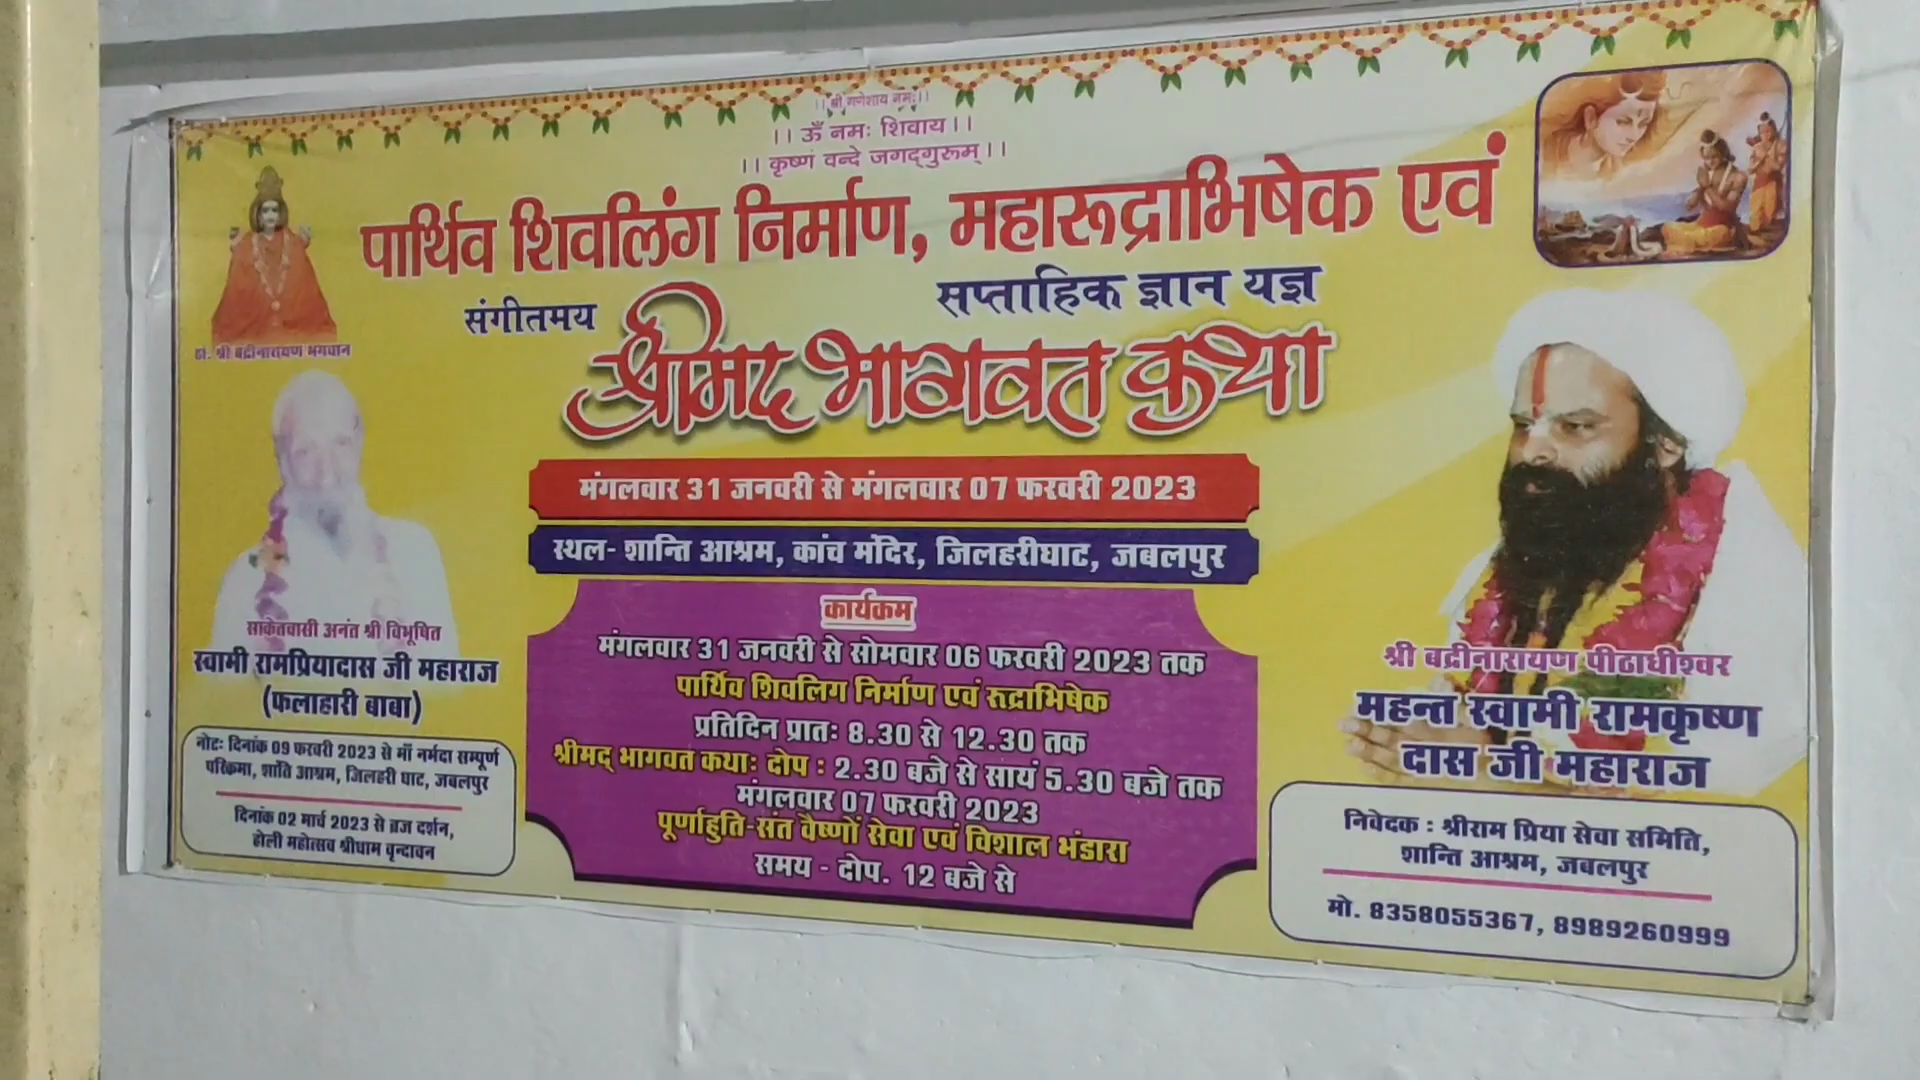 ।। श्री गणेशाय नमः।।
।। ऊँ नमः शिवाय।।
।। कृष्णं वन्दे जगद्गुरूम्।।
पार्थिव शिवलिंग निर्माण, महारूद्राभिषेक एवं
संगीतमय
सप्ताहिक ज्ञान यज्ञ
श्रीमद भागवत कथा
मंगलवार 31 जनवरी से मंगलवार 07 फरवरी 2023
स्थल- शान्ति आश्रम, कांच मंदिर, जिलहरीघाट, जबलपुर
कार्यक्रम
मंगलवार 31 जनवरी से सोमवार 06 फरवरी 2023 तक
पार्थिव शिवलिंग निर्माण एवं रूद्राभिषेक
प्रतिदिन प्रातः 8.30 से 12.30 तक
श्रीमद् भागवत कथाः दोप : 2.30 बजे से सायं 5.30 बजे तक
मंगलवार 07 फरवरी 2023
पूर्णाहुति-संत वैष्णों सेवा एवं विशाल भंडारा
समय - दोप. 12 बजे से
ठा. श्री बद्रीनारायण भगवान
साकेतवासी अनंत श्री विभूषित
स्वामी रामप्रियादास जी महाराज
(फलाहारी बाबा)
नोटः दिनांक 09 फरवरी 2023 से माँ नर्मदा सम्पूर्ण
परिक्रमा, शांति आश्रम, जिलहरी घाट, जबलपुर
दिनांक 02 मार्च 2023 से ब्रज दर्शन,
होली महोत्सव श्रीधाम वृन्दावन
श्री बद्रीनारायण पीठाधीश्वर
महन्त स्वामी रामकृष्ण
दास जी महाराज
निवेदक : श्रीराम प्रिया सेवा समिति,
शान्ति आश्रम, जबलपुर
मो. 8358055367, 8989260999